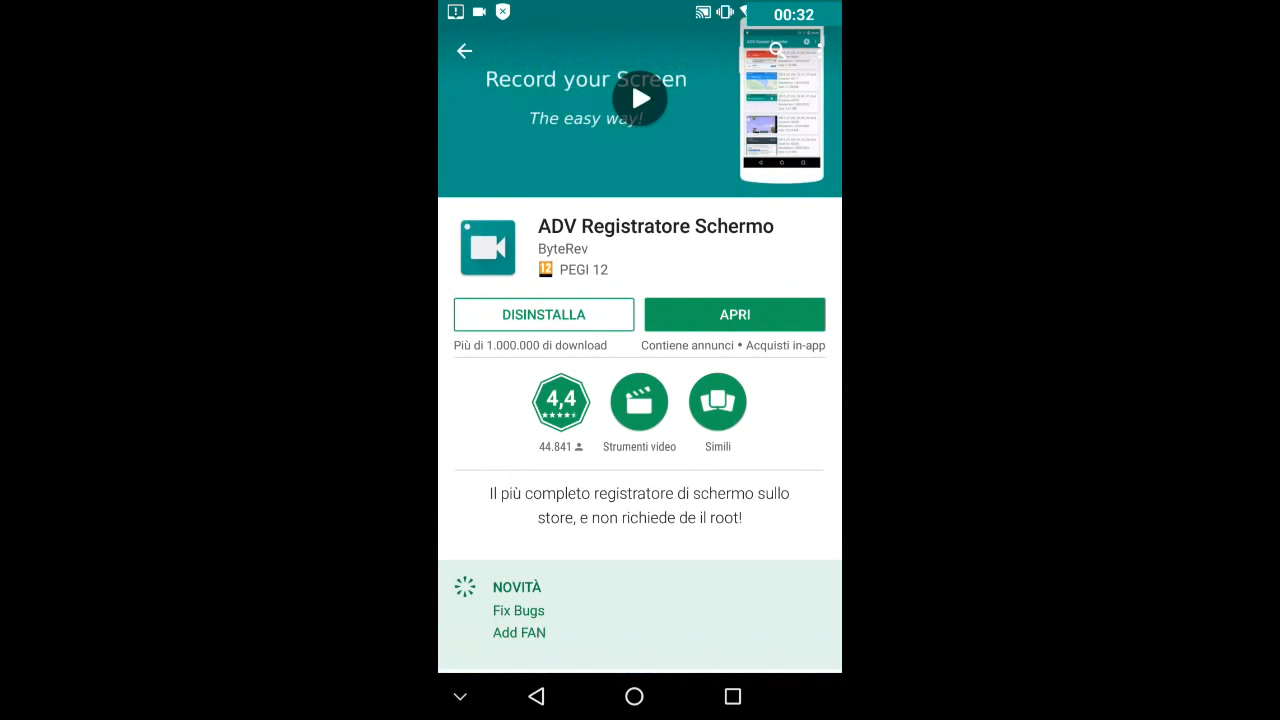 00:32
Record your Screen
The easy way!
ADV Registratore Schermo
ByteRev
12 PEGI 12
DISINSTALLA
APRI
Più di 1.000.000 di download
Contiene annunci • Acquisti in-app
4,4
44.841
Strumenti video
Simili
Il più completo registratore di schermo sullo
store, e non richiede de il root!
NOVITÀ
Fix Bugs
Add FAN